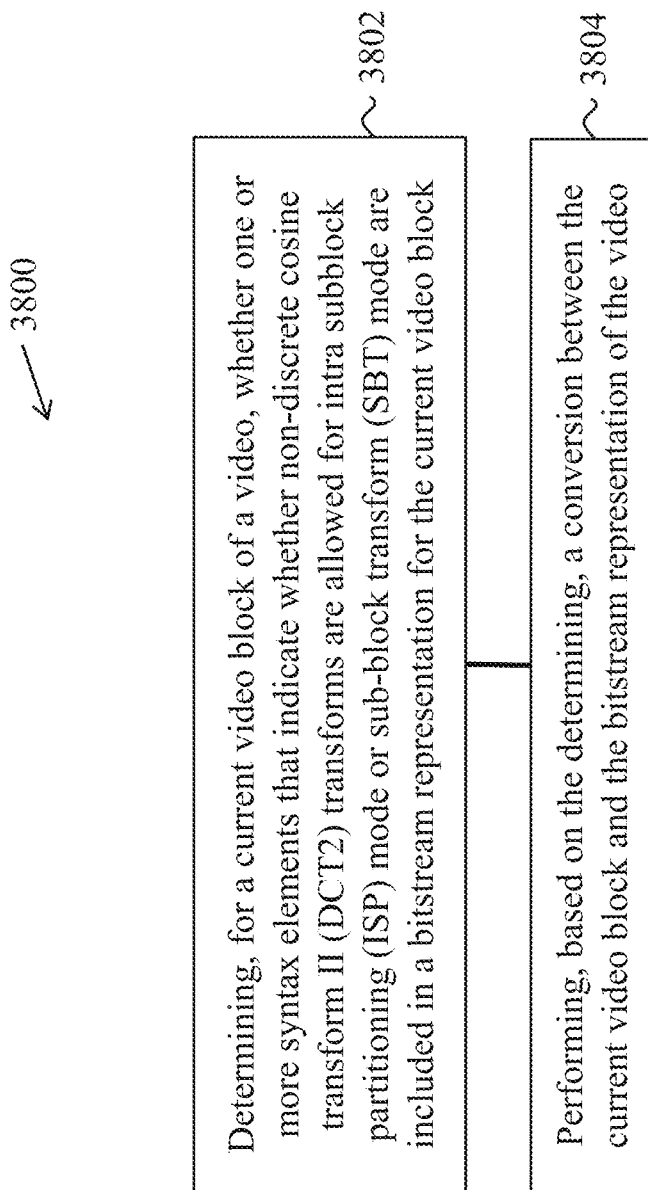 3800
Determining, for a current video block of a video, whether one or
more syntax elements that indicate whether non-discrete cosine
transform II (DCT2) transforms are allowed for intra subblock
partitioning (ISP) mode or sub-block transform (SBT) mode are
included in a bitstream representation for the current video block
3802
Performing, based on the determining, a conversion between the
current video block and the bitstream representation of the video
3804